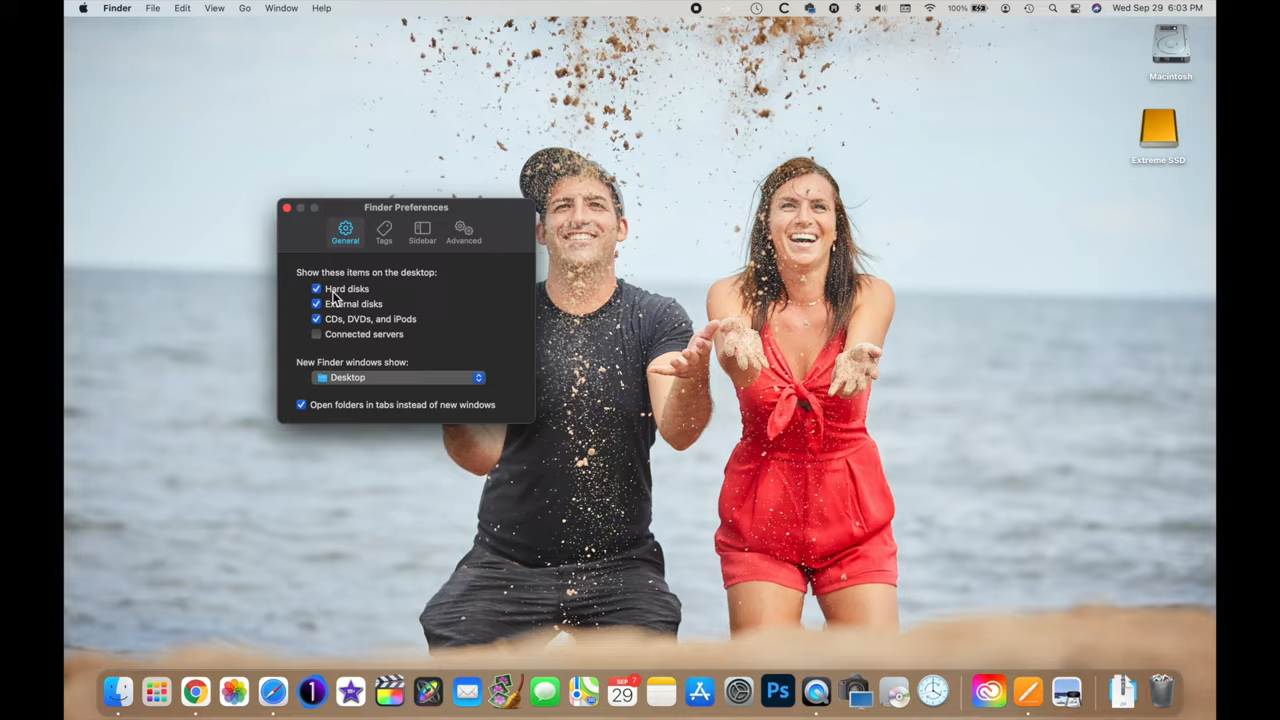 Finder File Edit View Go Window Help 100% Wed Sep 29 6:03 PM
Macintosh
Extreme SSD
Finder Preferences
General Tags Sidebar Advanced
Show these items on the desktop:
Hard disks
External disks
CDs, DVDs, and iPods
Connected servers
New Finder windows show:
Desktop
Open folders in tabs instead of new windows
SEP 7
29
1
Ps